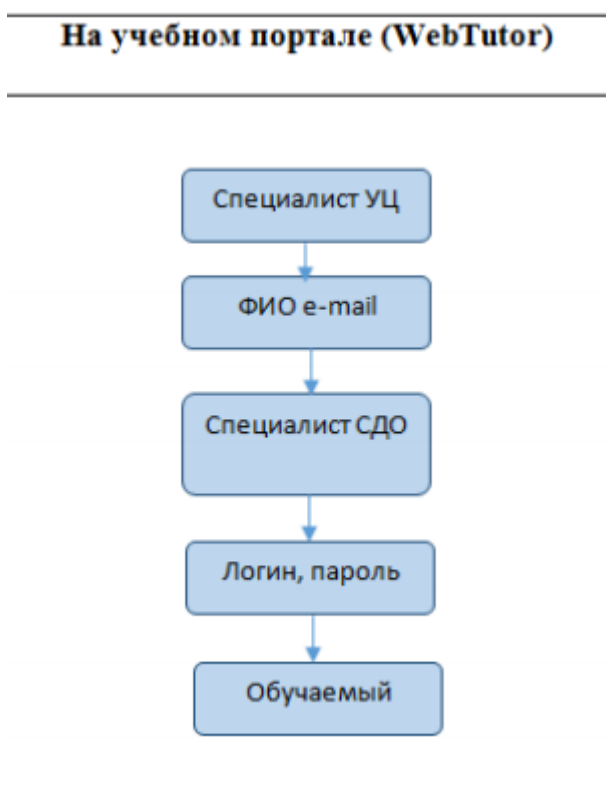 На учебном портале (WebTutor)
Специалист УЦ
ФИО e-mail
Специалист СДО
Логин, пароль
Обучаемый